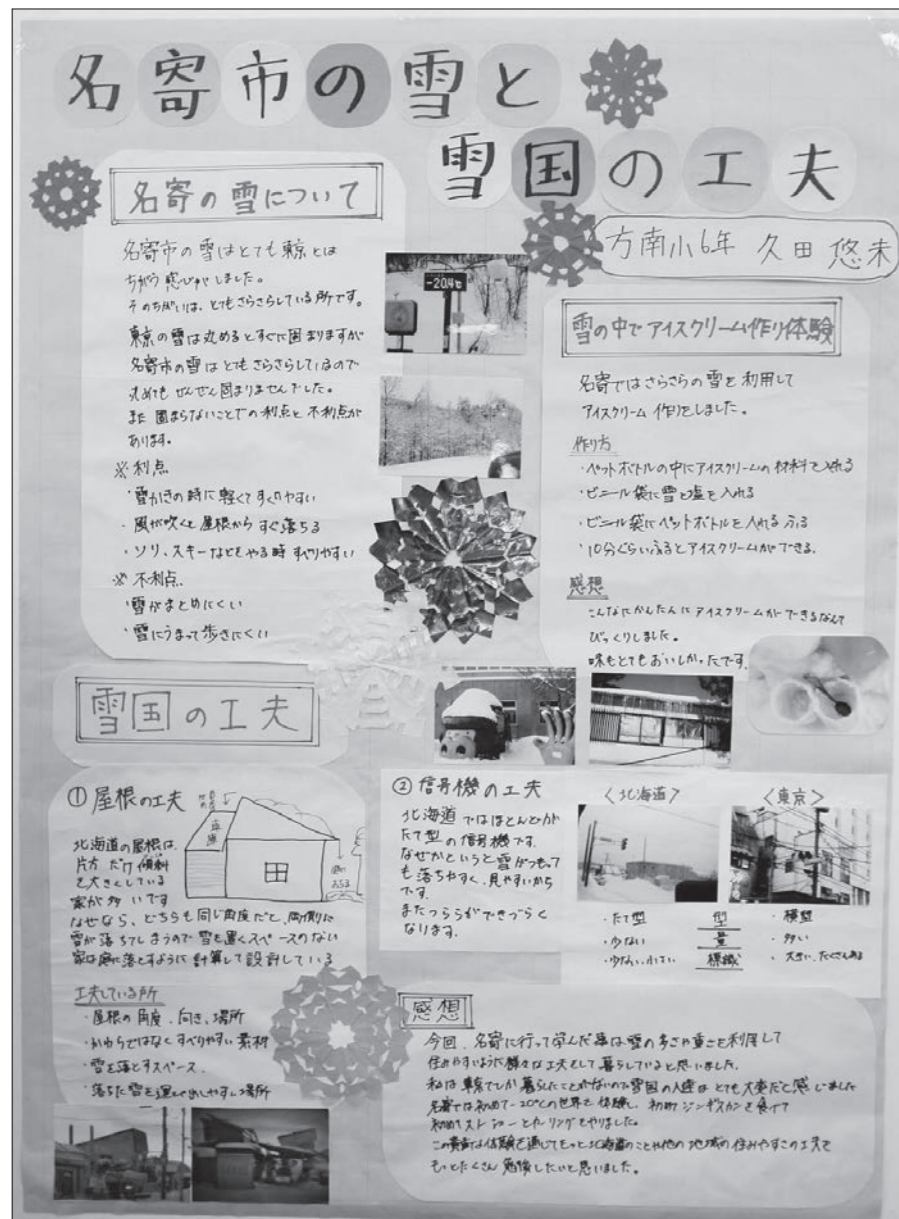 名寄市の雪と
雪国の工夫
方南小6年 久田 悠未
名寄の雪について
名寄市の雪はとても東京とは
ちがう感じがしました。
そのちがいは、とてもさらさらしている所です。
東京の雪は丸めるとすぐに固まりますが
名寄市の雪はとてもさらさらしているので
丸めてもぜんぜん固まりませんでした。
また固まらないことでの利点と不利点が
あります。
※利点
・雪かきの時に軽くてすくいやすい
・風が吹くと屋根からすぐ落ちる
・ソリ、スキーなどをやる時すべりやすい
※不利点
・雪がまとめにくい
・雪にうまって歩きにくい
-20.4℃
雪の中でアイスクリーム作り体験
名寄ではさらさらの雪を利用して
アイスクリーム作りをしました。
作り方
・ペットボトルの中にアイスクリームの材料を入れる
・ビニール袋に雪と塩を入れる
・ビニール袋にペットボトルを入れるふる
・10分ぐらいふるとアイスクリームができる.
感想
こんなにかんたんにアイスクリームができるなんて
びっくりしました。
味もとてもおいしかったです。
雪国の工夫
①屋根の工夫
車庫
北海道の屋根は、
片方だけ傾斜
を大きくしている
家が多いです
なぜなら、どちらも同じ角度だと、両側に
雪が落ちてしまうので雪を置くスペースのない
家は庭に落とすように計算して設計している
工夫している所
・屋根の角度、向き、場所
・かわらではなくすべりやすい素材
・雪を落とすスペース.
・落ちた雪を運び出しやすい場所
②信号機の工夫
北海道ではほとんどが
たて型の信号機です.
なぜかというと雪がつもって
も落ちやすく、見やすいから
です.
またつららができづらく
なります.
〈北海道〉 〈東京〉
・たて型 型 ・横型
・少ない 量 ・多い
・少ない、小さい 標識 ・大きい、たくさんある
感想
今回、名寄に行って学んだ事は雪の多さや重さを利用して
住みやすいように様々な工夫をして暮らしていると思いました.
私は東京でしか暮らしたことがないので雪国の人達はとても大変だと感じました
名寄では初めて-20℃の世界を体験し、初めてジンギスカンを食べて
初めてストローとカーリングをやりました。
この貴重な体験を通じてもっと北海道のことや他の地域の住みやすさの工夫を
もっとたくさん勉強したいと思いました。